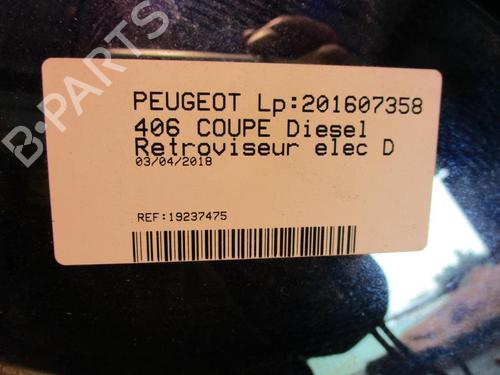 B-PARTS
PEUGEOT Lp:201607358
406 COUPE Diesel
Retroviseur elec D
03/04/2018
REF:19237475